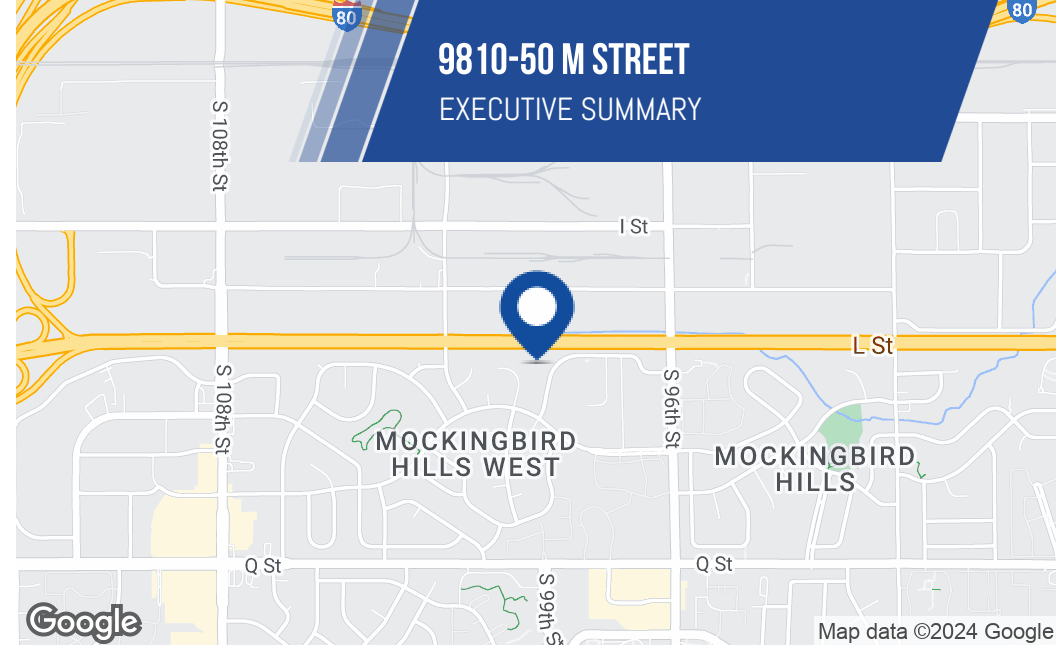 80
80
9810-50 M STREET
EXECUTIVE SUMMARY
S 108th St
I St
L St
S 108th St
S 96th St
MOCKINGBIRD
HILLS WEST
MOCKINGBIRD
HILLS
Q St
Q St
S 99th St
Google
Map data ©2024 Google